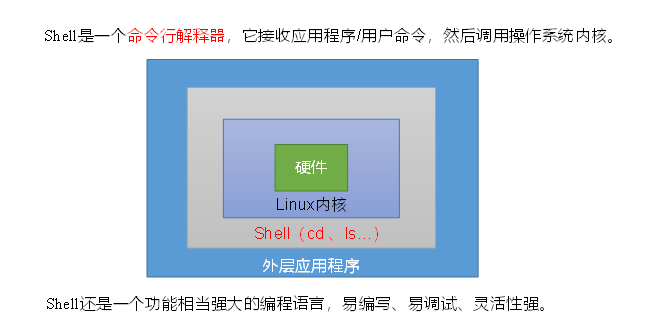 Shell是一个命令行解释器，它接收应用程序/用户命令，然后调用操作系统内核。
硬件
Linux内核
Shell（cd 、ls...）
外层应用程序
Shell还是一个功能相当强大的编程语言，易编写、易调试、灵活性强。